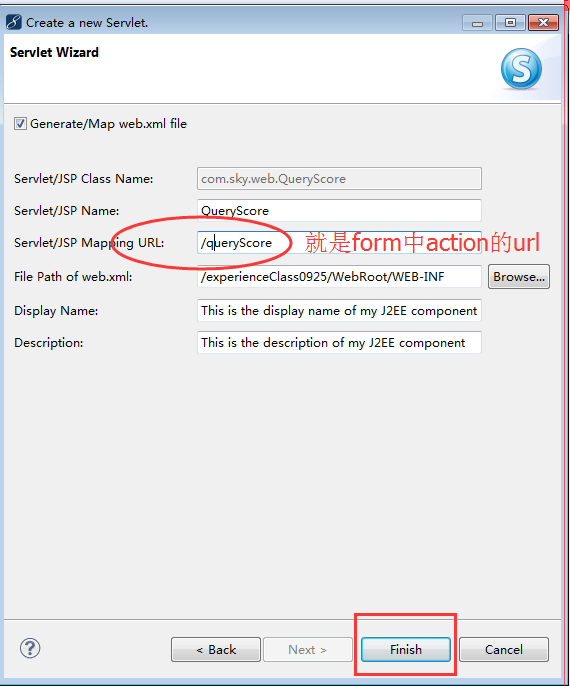 Create a new Servlet.
Servlet Wizard
Generate/Map web.xml file
Servlet/JSP Class Name: com.sky.web.QueryScore
Servlet/JSP Name: QueryScore
Servlet/JSP Mapping URL: /queryScore 就是form中action的url
File Path of web.xml: /experienceClass0925/WebRoot/WEB-INF Browse...
Display Name: This is the display name of my J2EE component
Description: This is the description of my J2EE component
? < Back Next > Finish Cancel